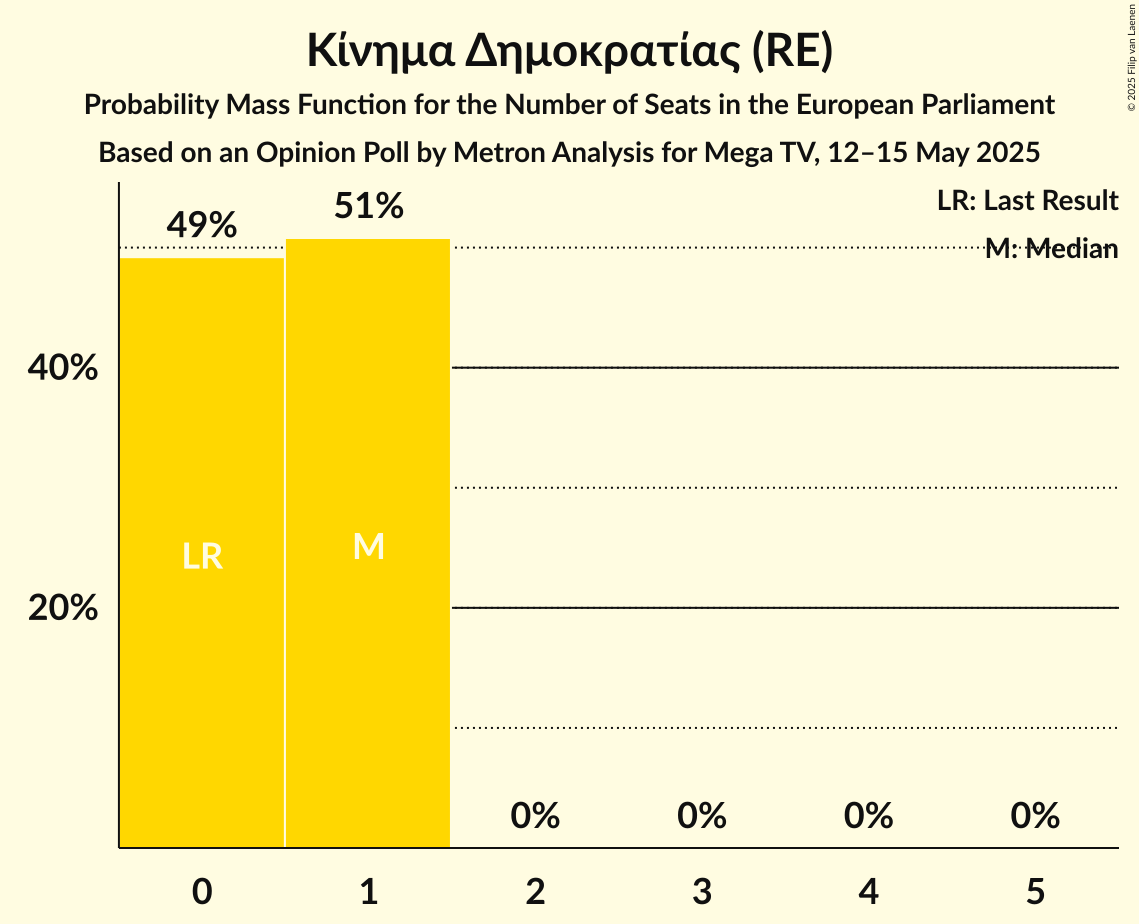 Κίνημα Δημοκρατίας (RE)
Probability Mass Function for the Number of Seats in the European Parliament
Based on an Opinion Poll by Metron Analysis for Mega TV, 12–15 May 2025
© 2025 Filip van Laenen
LR: Last Result
M: Median
49%
51%
40%
20%
LR
M
0%
0%
0%
0%
0
1
2
3
4
5